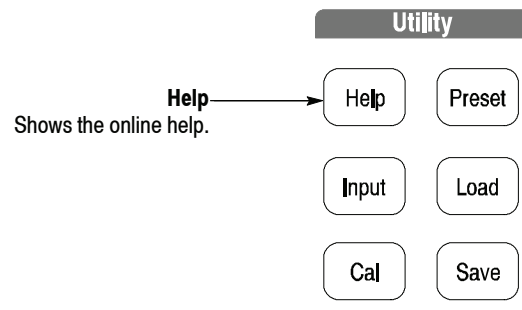 Utility
Help
Shows the online help.
Help Preset
Input Load
Cal Save